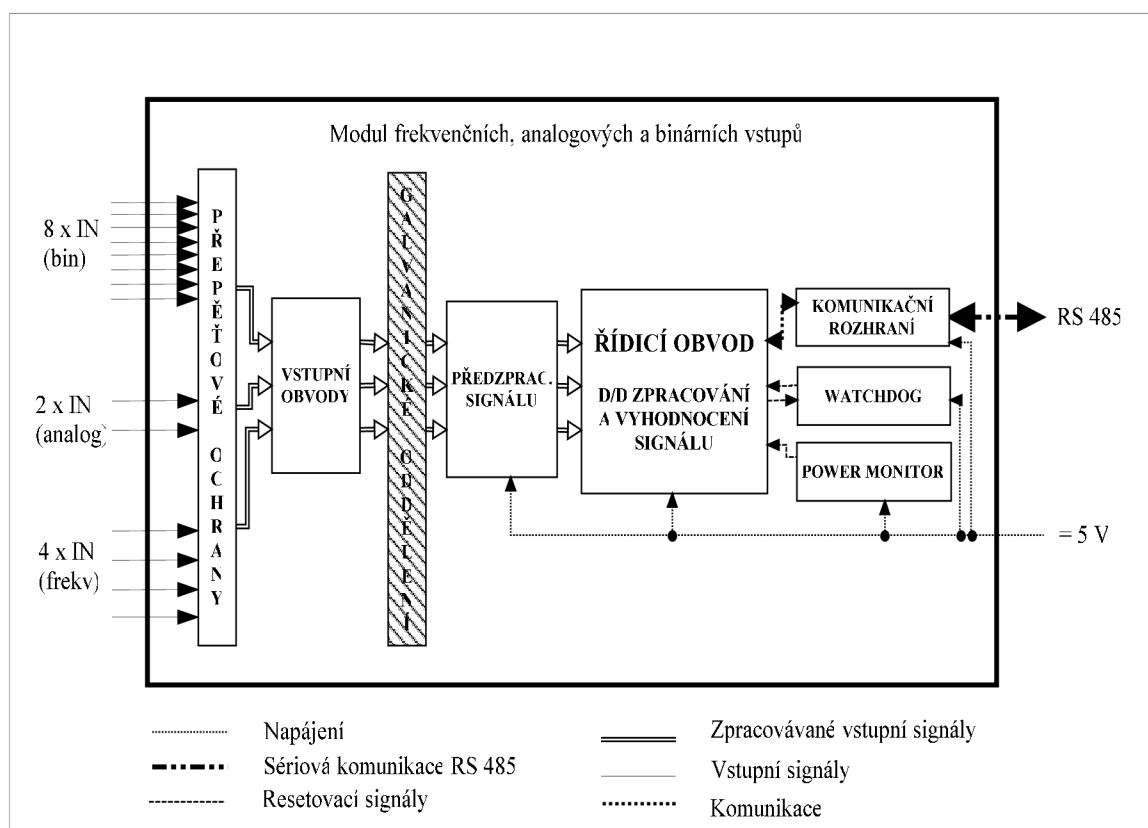 Modul frekvenčních, analogových a binárních vstupů
8 x IN
(bin)
2 x IN
(analog)
4 x IN
(frekv)
PŘEPĚŤOVÉ OCHRANY
VSTUPNÍ
OBVODY
GALVANICKÉ ODDĚLENÍ
PŘEDZPRAC.
SIGNÁLU
ŘÍDICÍ OBVOD
D/D ZPRACOVÁNÍ
A VYHODNOCENÍ
SIGNÁLU
KOMUNIKAČNÍ
ROZHRANÍ
WATCHDOG
POWER MONITOR
RS 485
= 5 V
Napájení
Sériová komunikace RS 485
Resetovací signály
Zpracovávané vstupní signály
Vstupní signály
Komunikace